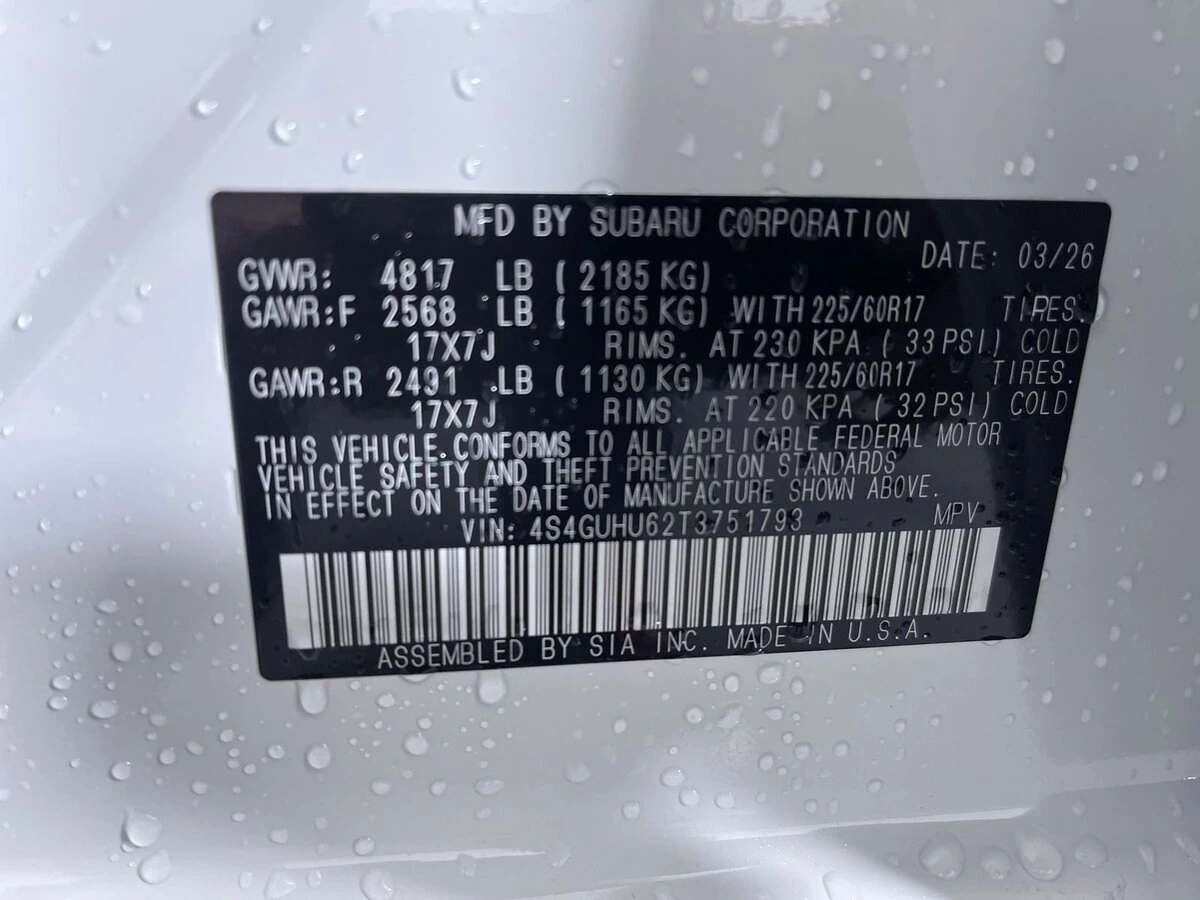 MFD BY SUBARU CORPORATION
DATE: 03/26
GVWR: 4817 LB ( 2185 KG)
GAWR:F 2568 LB ( 1165 KG) WITH 225/60R17 TIRES.
17X7J RIMS. AT 230 KPA ( 33 PSI) COLD
GAWR:R 2491 LB ( 1130 KG) WITH 225/60R17 TIRES.
17X7J RIMS. AT 220 KPA ( 32 PSI) COLD
THIS VEHICLE CONFORMS TO ALL APPLICABLE FEDERAL MOTOR
VEHICLE SAFETY AND THEFT PREVENTION STANDARDS
IN EFFECT ON THE DATE OF MANUFACTURE SHOWN ABOVE.
VIN: 4S4GUHU62T3751793 MPV
ASSEMBLED BY SIA INC. MADE IN U.S.A.